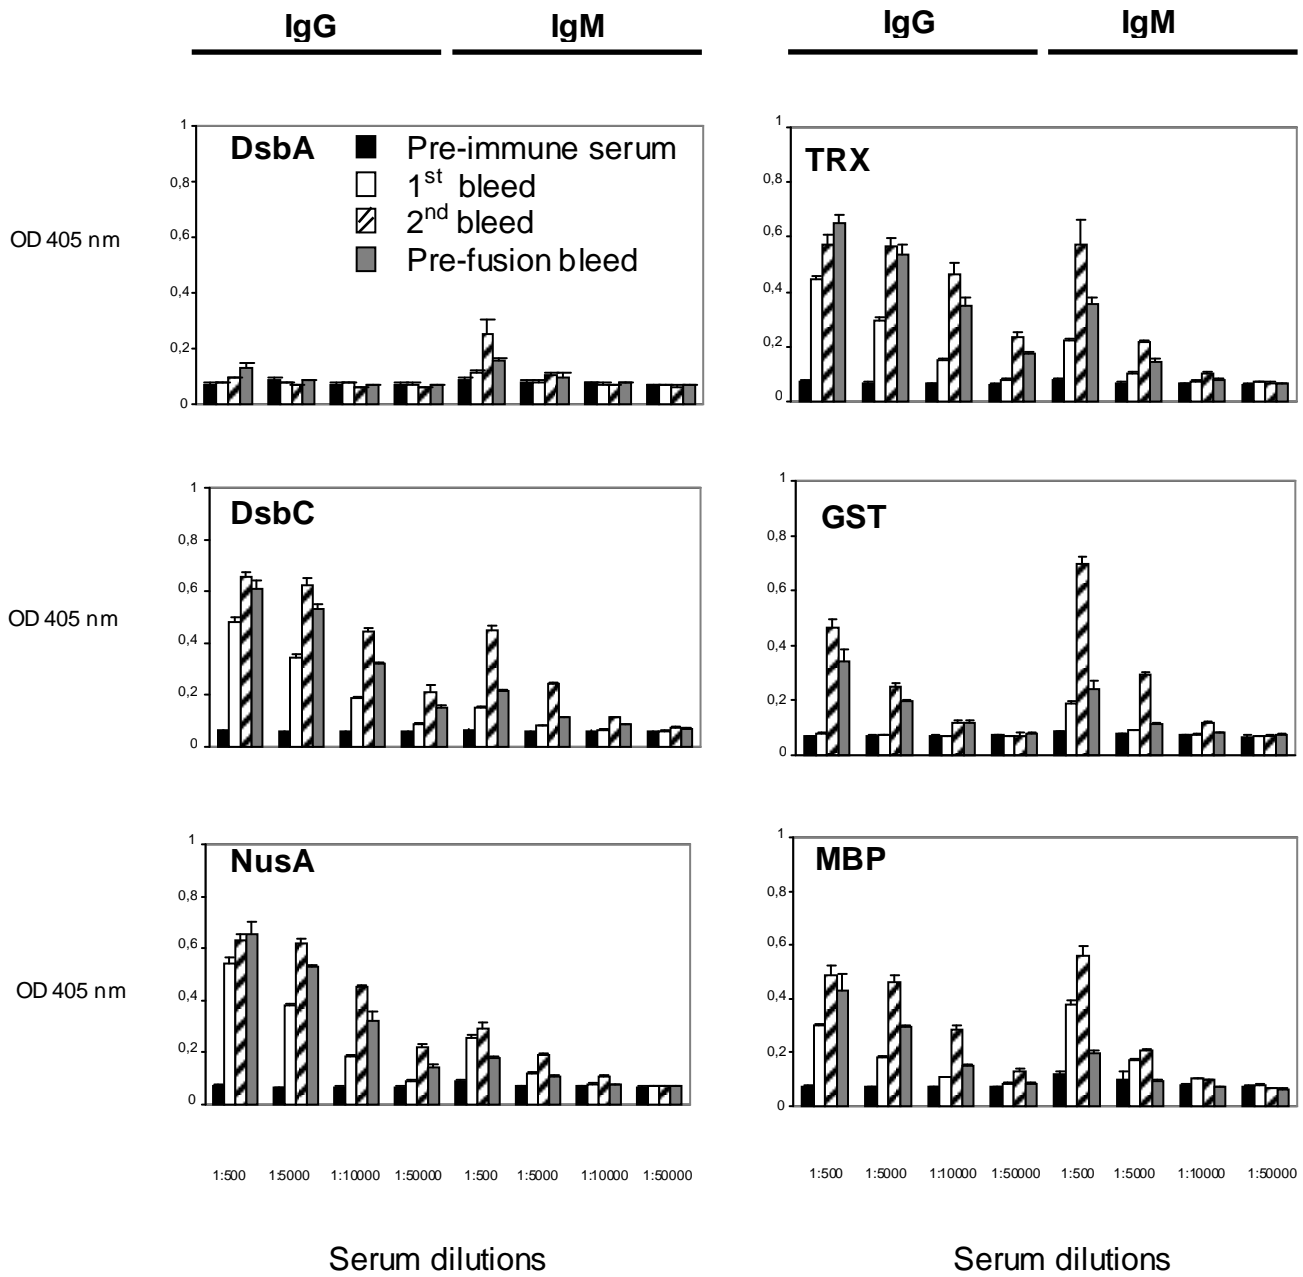 IgG IgM IgG IgM
DsbA
Pre-immune serum
1st bleed
2nd bleed
Pre-fusion bleed
OD 405 nm
1
0,8
0,6
0,4
0,2
0
TRX
1
0,8
0,6
0,4
0,2
0
DsbC
OD 405 nm
1
0,8
0,6
0,4
0,2
0
GST
1
0,8
0,6
0,4
0,2
0
NusA
OD 405 nm
1
0,8
0,6
0,4
0,2
0
MBP
1
0,8
0,6
0,4
0,2
0
1:500 1:5000 1:10000 1:50000 1:500 1:5000 1:10000 1:50000
1:500 1:5000 1:10000 1:50000 1:500 1:5000 1:10000 1:50000
Serum dilutions Serum dilutions